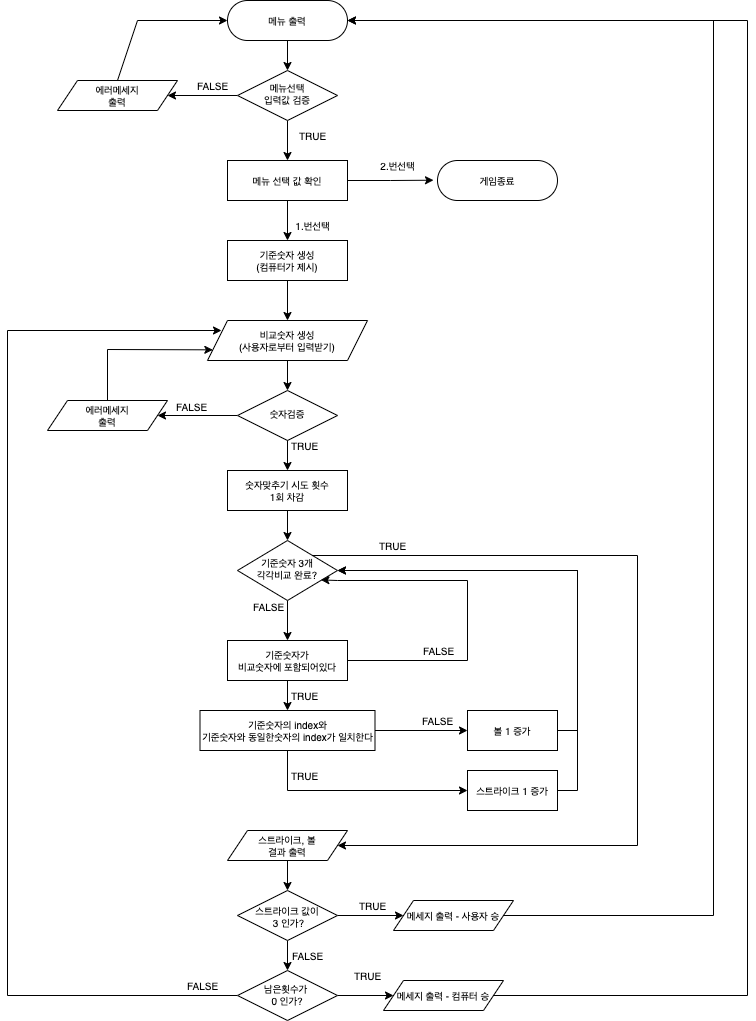 메뉴 출력
에러메세지
출력
FALSE
메뉴선택
입력값 검증
TRUE
메뉴 선택 값 확인
2.번선택
게임종료
1.번선택
기준숫자 생성
(컴퓨터가 제시)
비교숫자 생성
(사용자로부터 입력받기)
에러메세지
출력
FALSE
숫자검증
TRUE
숫자맞추기 시도 횟수
1회 차감
기준숫자 3개
각각비교 완료?
TRUE
FALSE
기준숫자가
비교숫자에 포함되어있다
FALSE
TRUE
기준숫자의 index와
기준숫자와 동일한숫자의 index가 일치한다
FALSE
볼 1 증가
TRUE
스트라이크 1 증가
스트라이크, 볼
결과 출력
스트라이크 값이
3 인가?
TRUE
메세지 출력 - 사용자 승
FALSE
남은횟수가
0 인가?
FALSE
TRUE
메세지 출력 - 컴퓨터 승